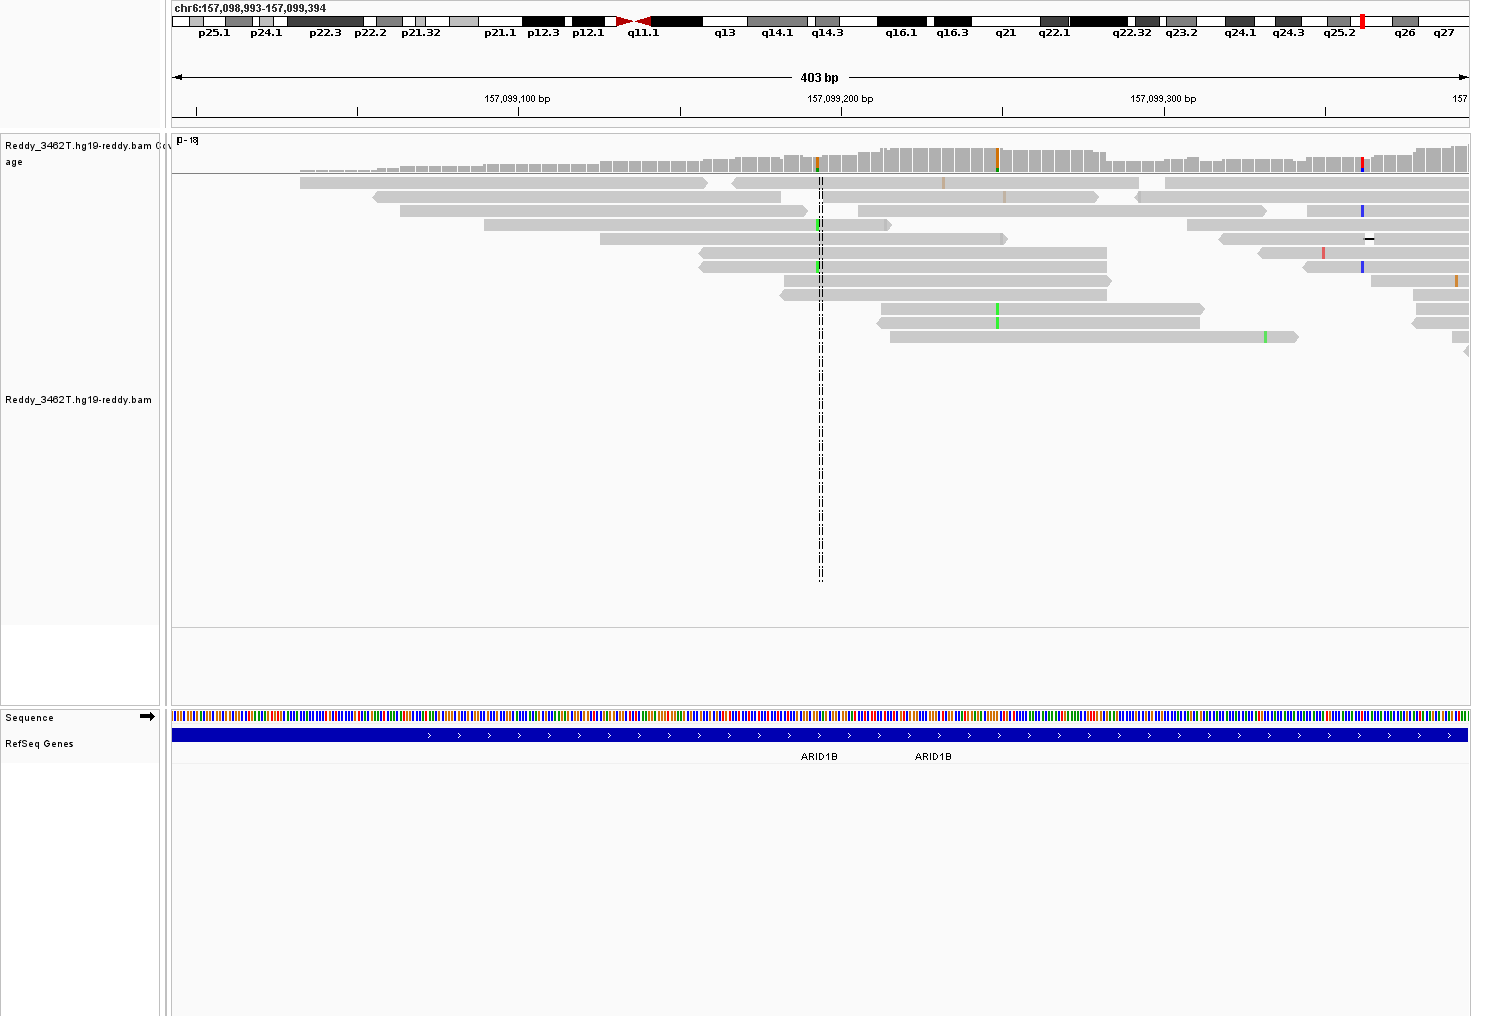 chr6:157,098,993-157,099,394
p25.1 p24.1 p22.3 p22.2 p21.32 p21.1 p12.3 p12.1 q11.1 q13 q14.1 q14.3 q16.1 q16.3 q21 q22.1 q22.32 q23.2 q24.1 q24.3 q25.2 q26 q27
403 bp
157,099,100 bp 157,099,200 bp 157,099,300 bp 157
[0 - 18]
Reddy_3462T.hg19-reddy.bam Cov
age
Reddy_3462T.hg19-reddy.bam
Sequence
RefSeq Genes
ARID1B ARID1B